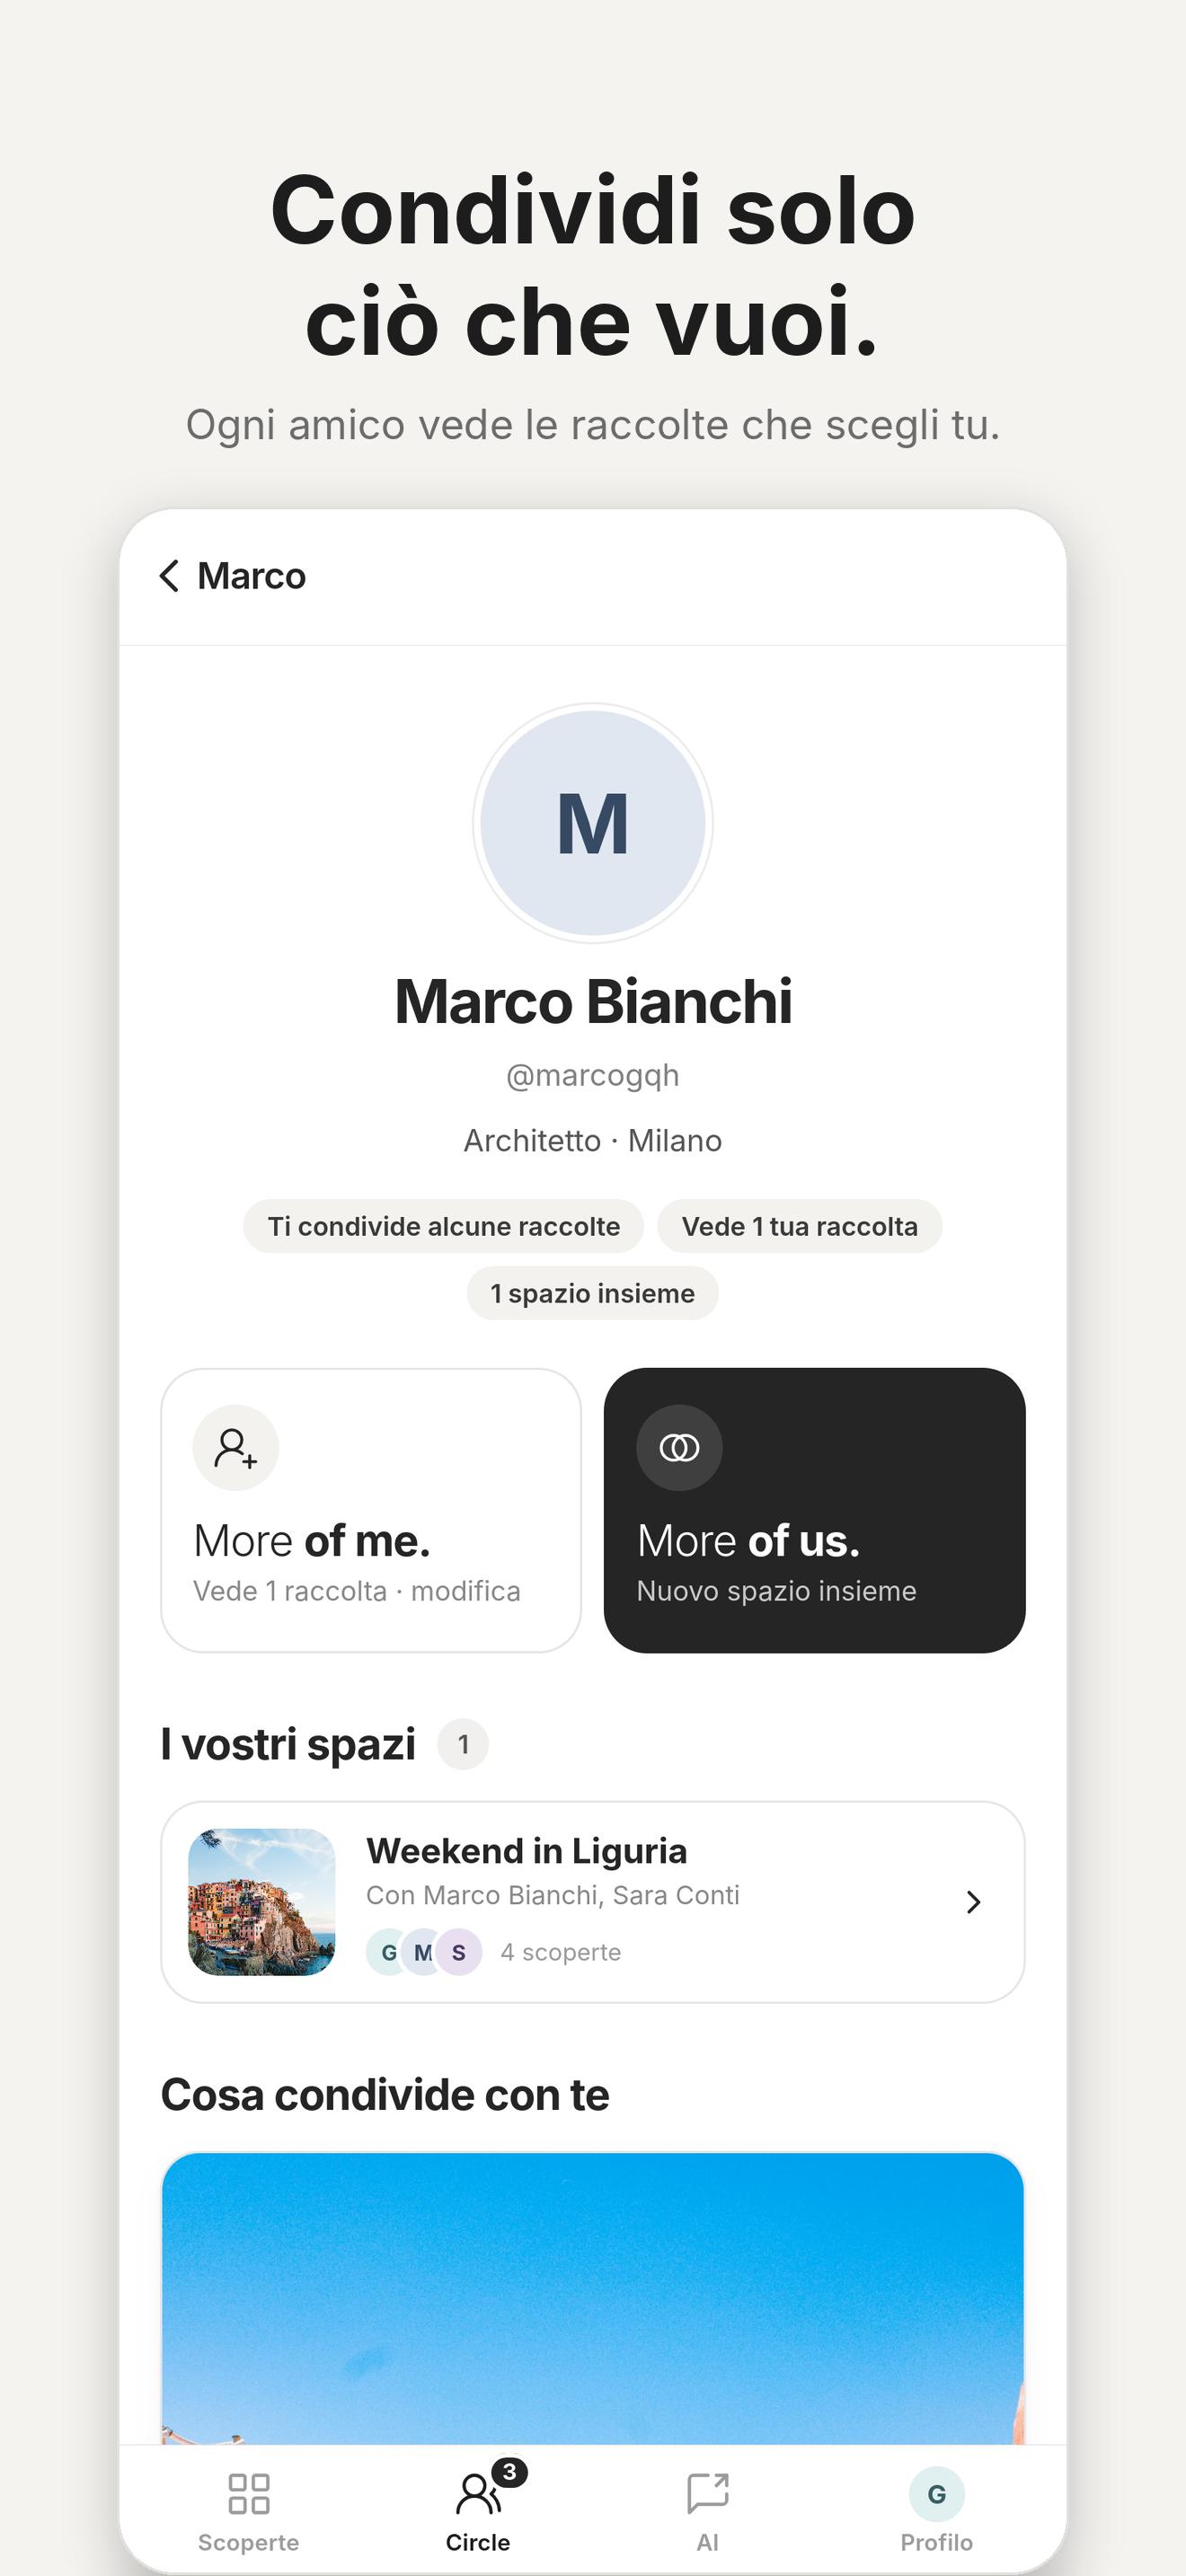 Condividi solo
ciò che vuoi.
Ogni amico vede le raccolte che scegli tu.
Marco
M
Marco Bianchi
@marcogqh
Architetto · Milano
Ti condivide alcune raccolte
Vede 1 tua raccolta
1 spazio insieme
More of me.
Vede 1 raccolta · modifica
More of us.
Nuovo spazio insieme
I vostri spazi 1
Weekend in Liguria
Con Marco Bianchi, Sara Conti
G M S 4 scoperte
Cosa condivide con te
3
Scoperte
Circle
AI
G
Profilo